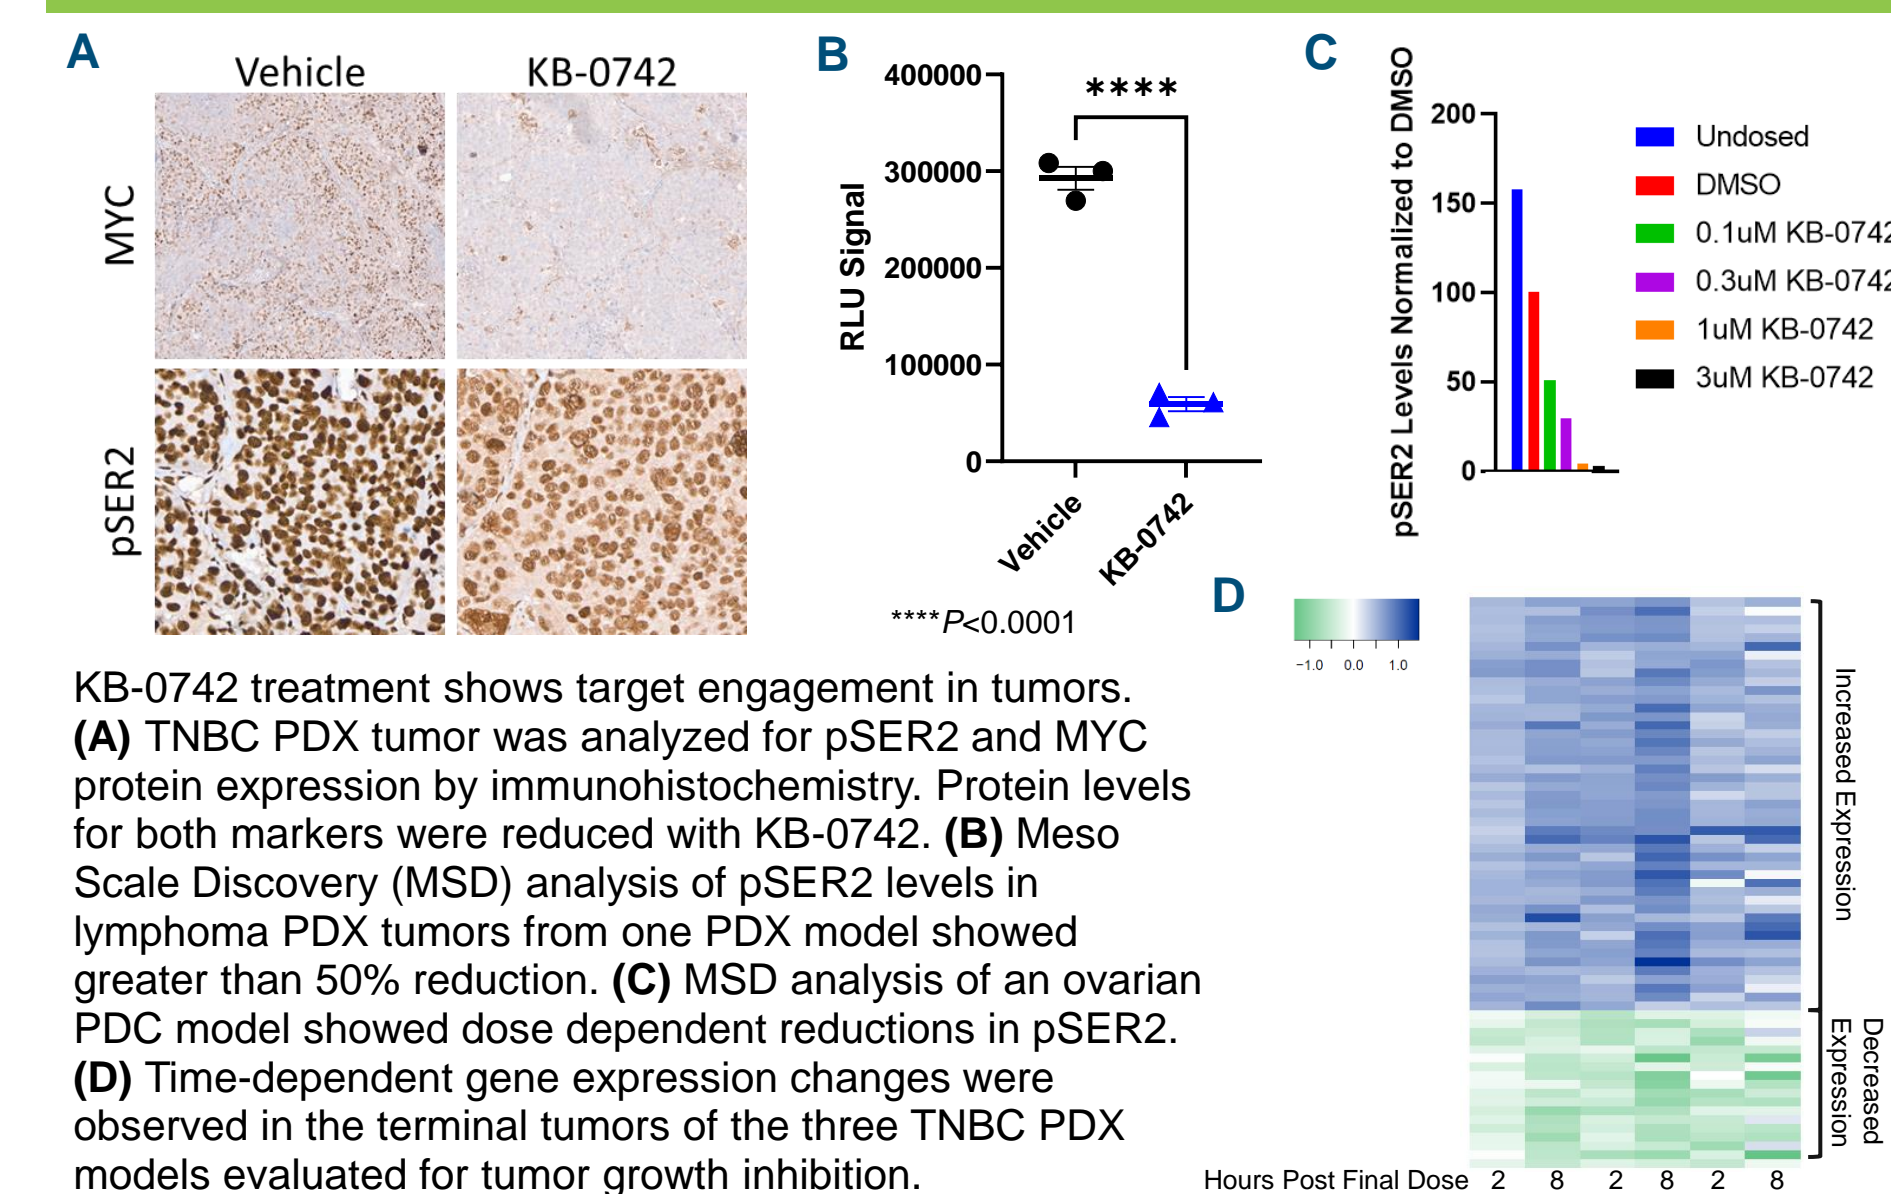 A
Vehicle
KB-0742
MYC
pSER2
B
400000
300000
200000
100000
0
RLU Signal
****
Vehicle
KB-0742
****P<0.0001
C
pSER2 Levels Normalized to DMSO
200
150
100
50
0
Undosed
DMSO
0.1uM KB-0742
0.3uM KB-0742
1uM KB-0742
3uM KB-0742
D
−1.0 0.0 1.0
Increased Expression
Decreased
Expression
Hours Post Final Dose 2 8 2 8 2 8
KB-0742 treatment shows target engagement in tumors.
(A) TNBC PDX tumor was analyzed for pSER2 and MYC
protein expression by immunohistochemistry. Protein levels
for both markers were reduced with KB-0742. (B) Meso
Scale Discovery (MSD) analysis of pSER2 levels in
lymphoma PDX tumors from one PDX model showed
greater than 50% reduction. (C) MSD analysis of an ovarian
PDC model showed dose dependent reductions in pSER2.
(D) Time-dependent gene expression changes were
observed in the terminal tumors of the three TNBC PDX
models evaluated for tumor growth inhibition.